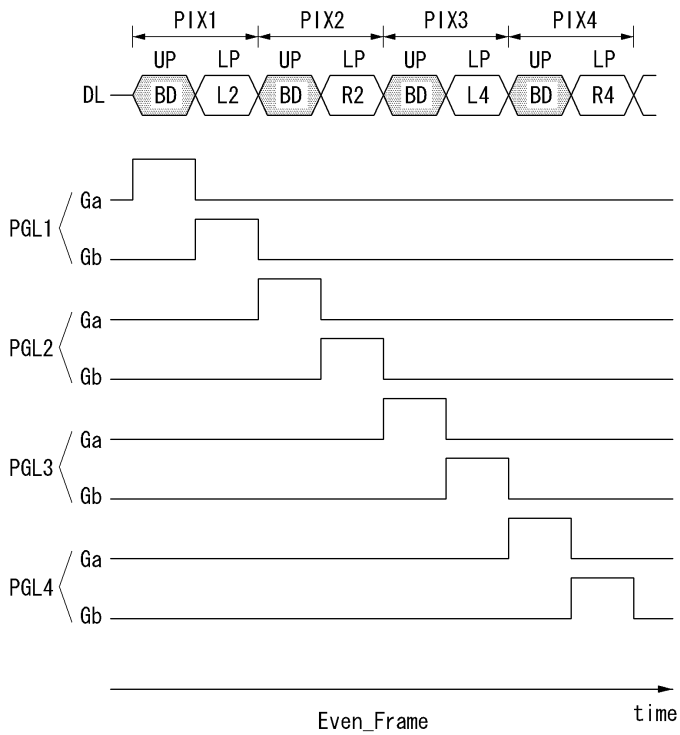 PIX1 PIX2 PIX3 PIX4
UP LP UP LP UP LP UP LP
DL BD L2 BD R2 BD L4 BD R4
PGL1
Ga
Gb
PGL2
Ga
Gb
PGL3
Ga
Gb
PGL4
Ga
Gb
time
Even_Frame